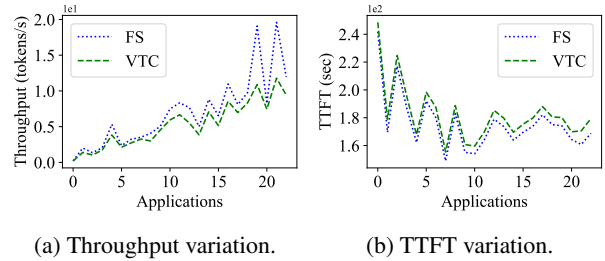 1e1
2.0
1.5
1.0
0.5
0.0
Throughput (tokens/s)
FS
VTC
0 5 10 15 20
Applications
(a) Throughput variation.
1e2
2.4
2.2
2.0
1.8
1.6
TTFT (sec)
FS
VTC
0 5 10 15 20
Applications
(b) TTFT variation.